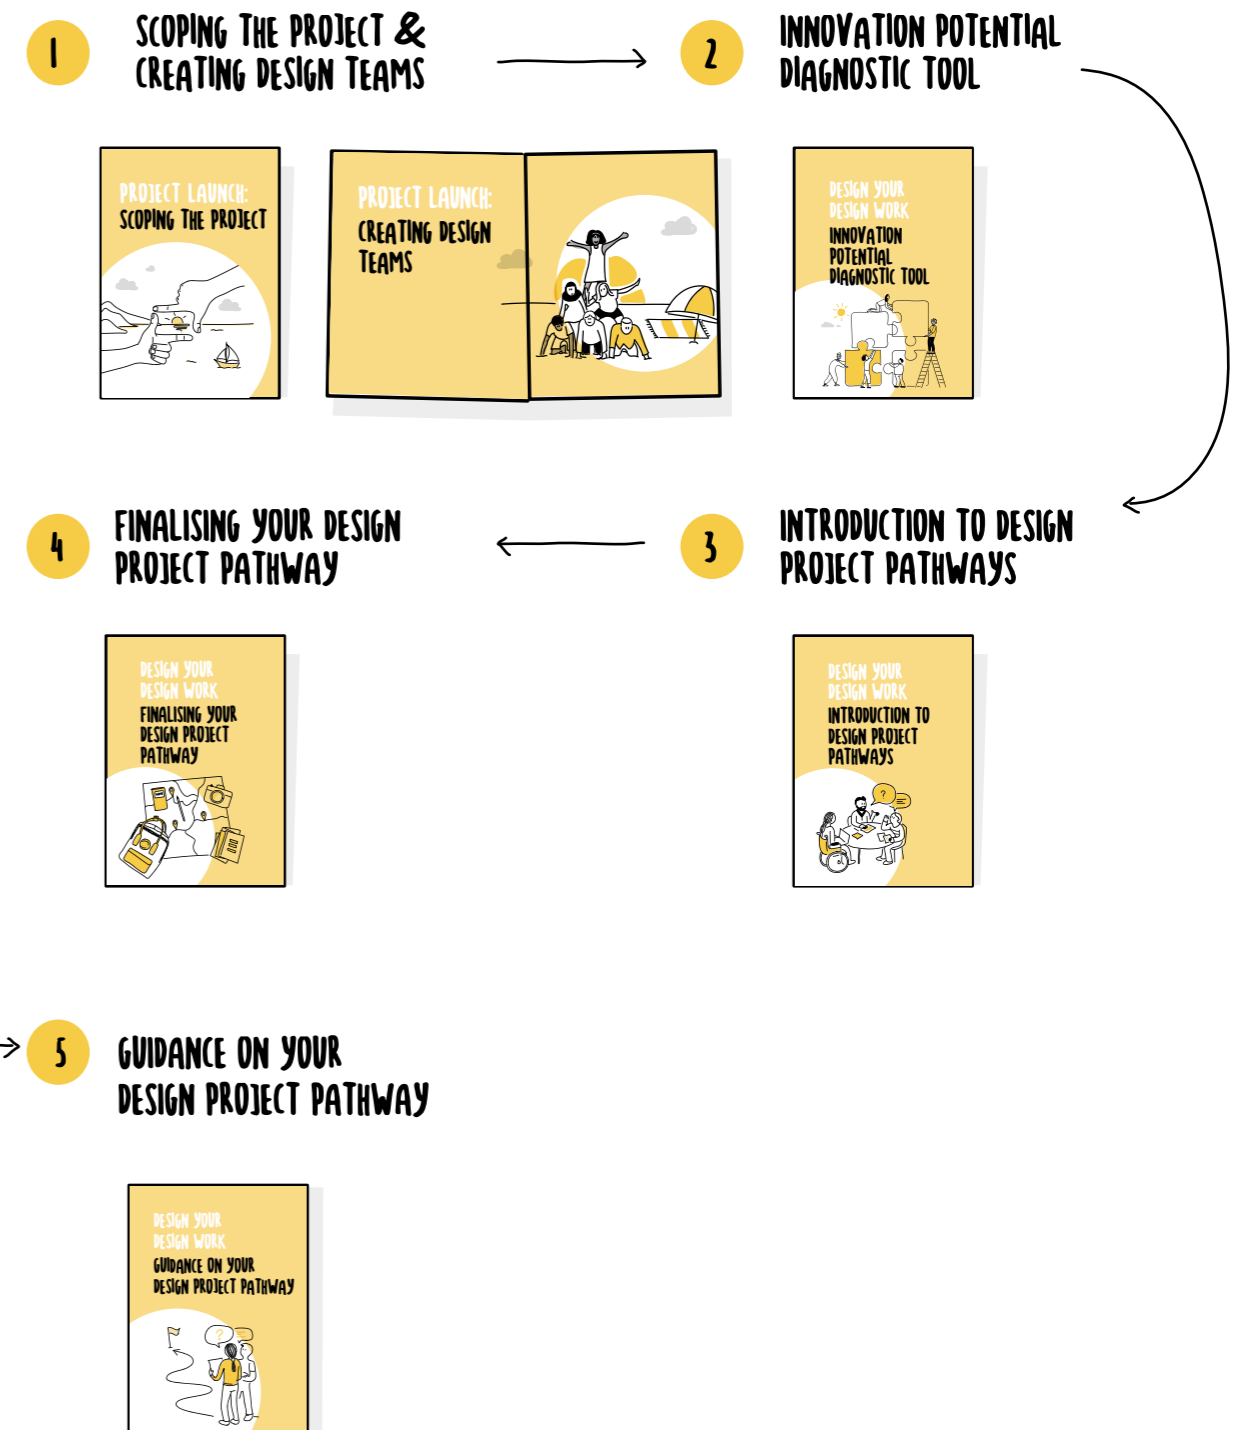 1
SCOPING THE PROJECT &
CREATING DESIGN TEAMS
2
INNOVATION POTENTIAL
DIAGNOSTIC TOOL
PROJECT LAUNCH:
SCOPING THE PROJECT
PROJECT LAUNCH:
CREATING DESIGN
TEAMS
DESIGN YOUR
DESIGN WORK
INNOVATION
POTENTIAL
DIAGNOSTIC TOOL
3
INTRODUCTION TO DESIGN
PROJECT PATHWAYS
DESIGN YOUR
DESIGN WORK
INTRODUCTION TO
DESIGN PROJECT
PATHWAYS
?
4
FINALISING YOUR DESIGN
PROJECT PATHWAY
DESIGN YOUR
DESIGN WORK
FINALISING YOUR
DESIGN PROJECT
PATHWAY
5
GUIDANCE ON YOUR
DESIGN PROJECT PATHWAY
DESIGN YOUR
DESIGN WORK
GUIDANCE ON YOUR
DESIGN PROJECT PATHWAY
?